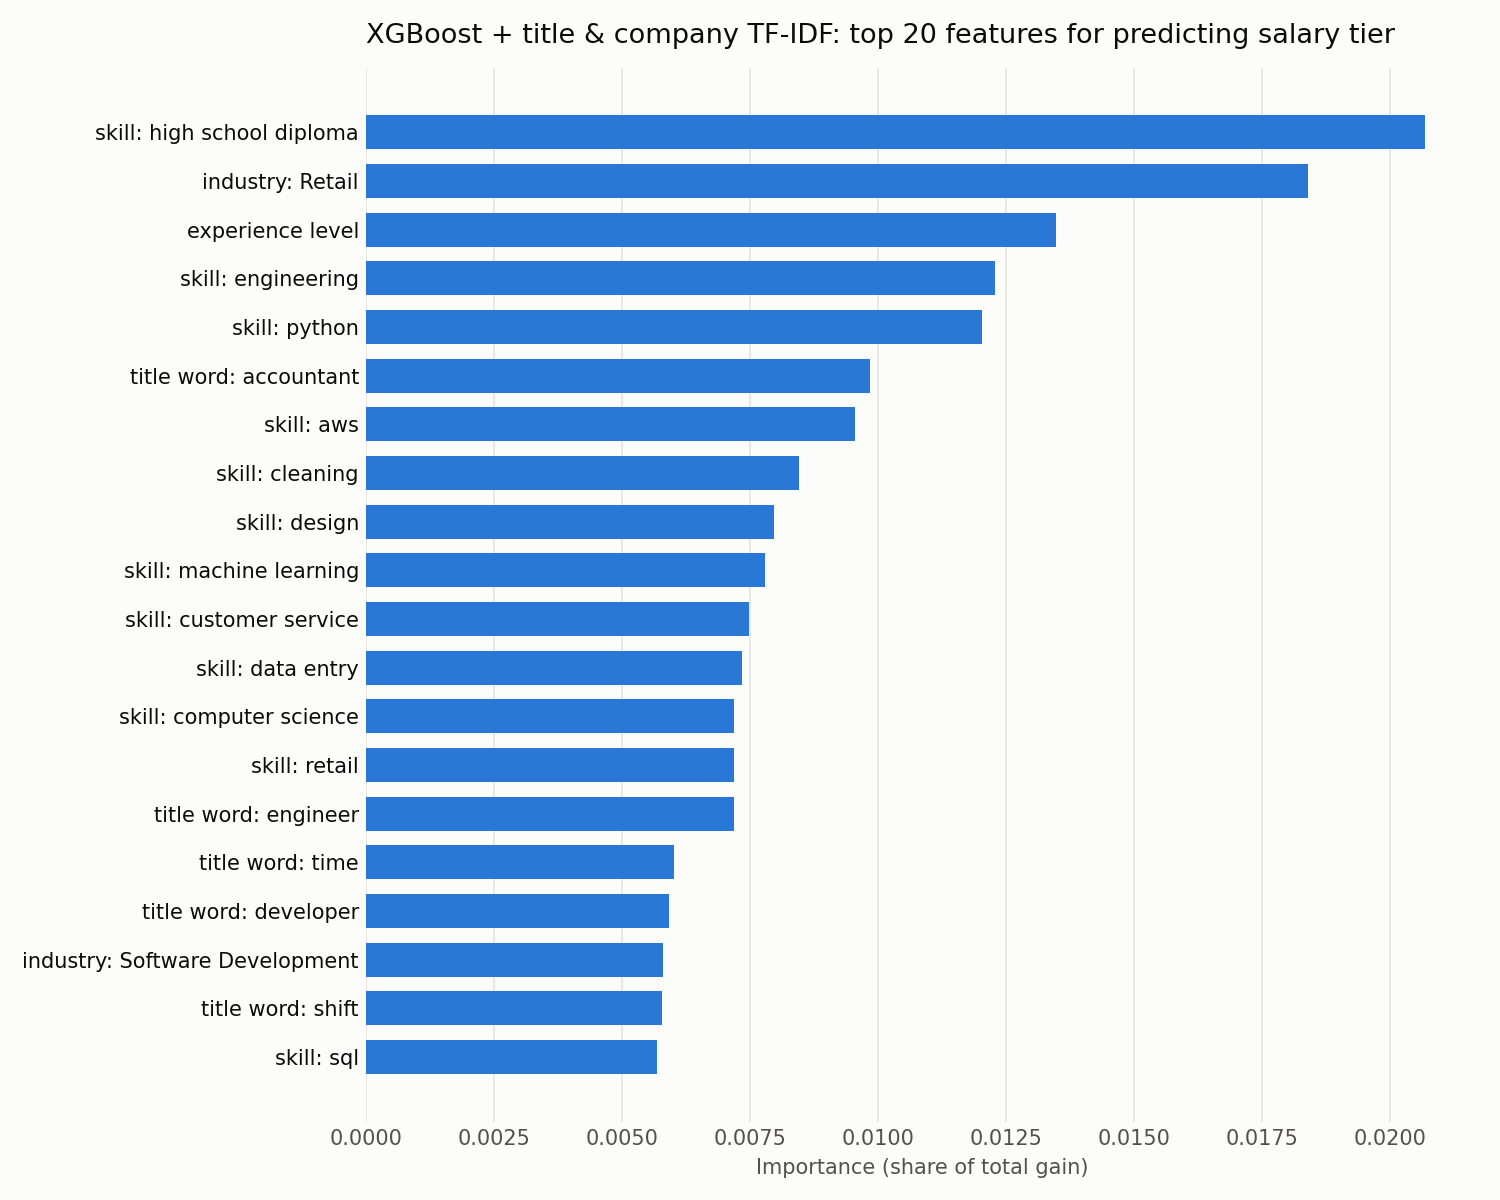 XGBoost + title & company TF-IDF: top 20 features for predicting salary tier
skill: high school diploma
industry: Retail
experience level
skill: engineering
skill: python
title word: accountant
skill: aws
skill: cleaning
skill: design
skill: machine learning
skill: customer service
skill: data entry
skill: computer science
skill: retail
title word: engineer
title word: time
title word: developer
industry: Software Development
title word: shift
skill: sql
0.0000 0.0025 0.0050 0.0075 0.0100 0.0125 0.0150 0.0175 0.0200
Importance (share of total gain)